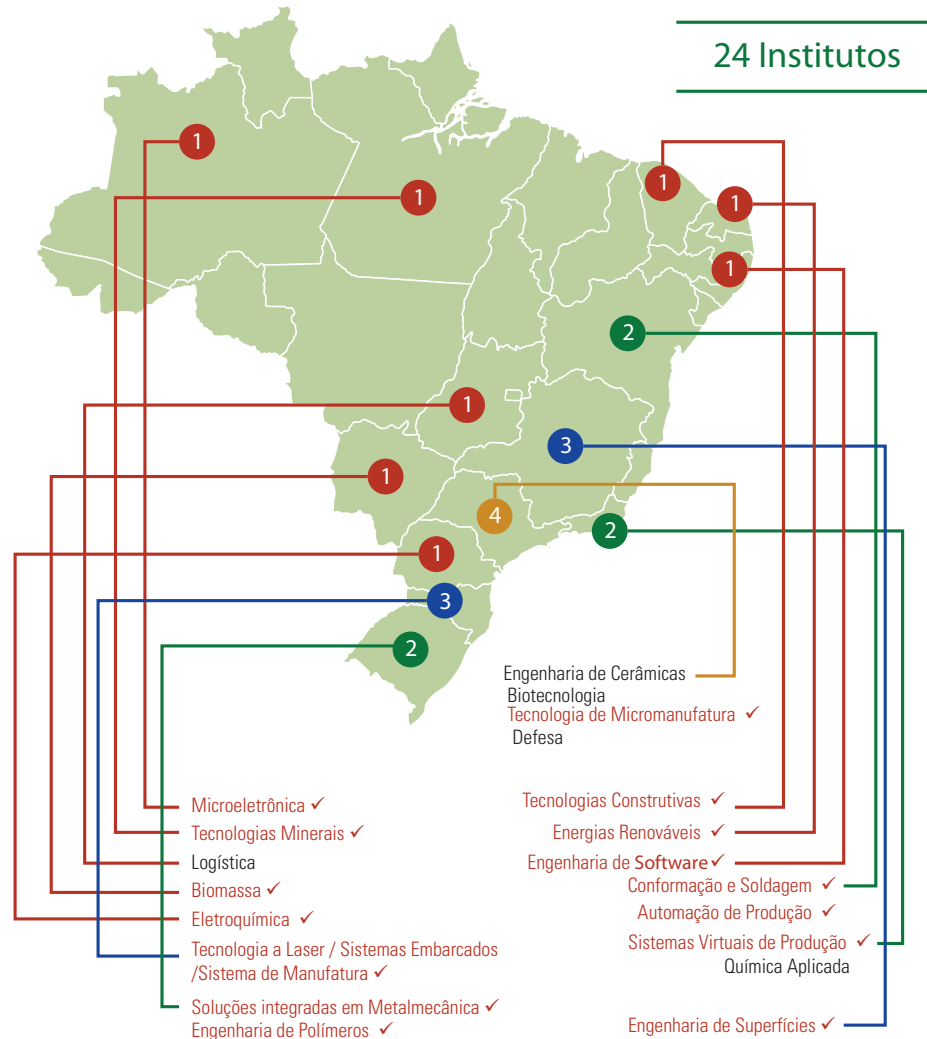 24 Institutos
1
1
1
1
1
2
1
3
1
4
2
1
3
2
Engenharia de Cerâmicas
Biotecnologia
Tecnologia de Micromanufatura ✓
Defesa
Microeletrônica ✓
Tecnologias Minerais ✓
Logística
Biomassa ✓
Eletroquímica ✓
Tecnologia a Laser / Sistemas Embarcados
/Sistema de Manufatura ✓
Soluções integradas em Metalmecânica ✓
Engenharia de Polímeros ✓
Tecnologias Construtivas ✓
Energias Renováveis ✓
Engenharia de Software ✓
Conformação e Soldagem ✓
Automação de Produção ✓
Sistemas Virtuais de Produção ✓
Química Aplicada
Engenharia de Superfícies ✓